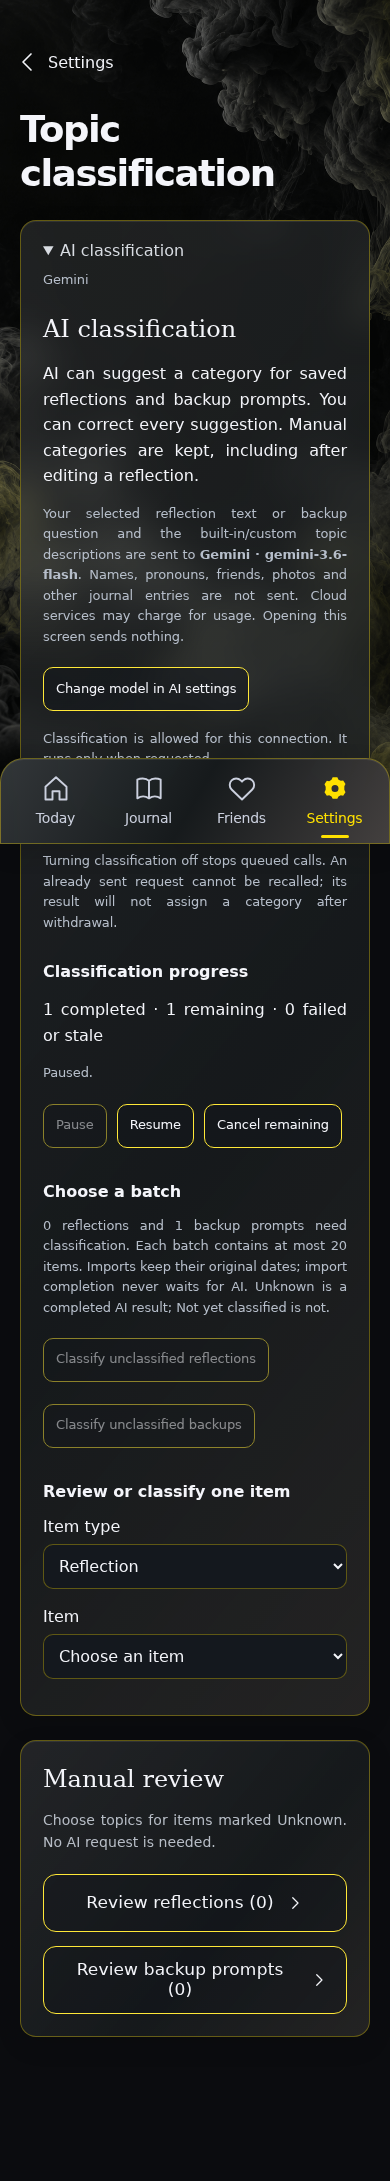 Settings
Topic
classification
▼ AI classification
Gemini
AI classification
AI can suggest a category for saved
reflections and backup prompts. You
can correct every suggestion. Manual
categories are kept, including after
editing a reflection.
Your selected reflection text or backup
question and the built-in/custom topic
descriptions are sent to Gemini · gemini-3.6-
flash. Names, pronouns, friends, photos and
other journal entries are not sent. Cloud
services may charge for usage. Opening this
screen sends nothing.
Change model in AI settings
Classification is allowed for this connection. It
runs only when requested.
Today
Journal
Friends
Settings
Turning classification off stops queued calls. An
already sent request cannot be recalled; its
result will not assign a category after
withdrawal.
Classification progress
1 completed · 1 remaining · 0 failed
or stale
Paused.
Pause
Resume
Cancel remaining
Choose a batch
0 reflections and 1 backup prompts need
classification. Each batch contains at most 20
items. Imports keep their original dates; import
completion never waits for AI. Unknown is a
completed AI result; Not yet classified is not.
Classify unclassified reflections
Classify unclassified backups
Review or classify one item
Item type
Reflection
Item
Choose an item
Manual review
Choose topics for items marked Unknown.
No AI request is needed.
Review reflections (0)
Review backup prompts
(0)